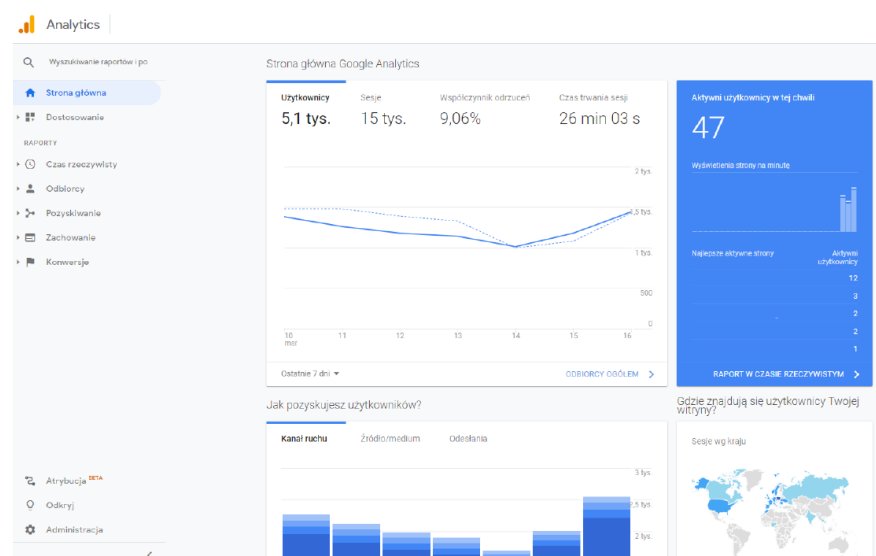 Analytics
Wyszukiwanie raportów i po
Strona główna
Dostosowanie
RAPORTY
Czas rzeczywisty
Odbiorcy
Pozyskiwanie
Zachowanie
Konwersje
Atrybucja BETA
Odkryj
Administracja
Strona główna Google Analytics
Użytkownicy Sesje Współczynnik odrzuceń Czas trwania sesji
5,1 tys. 15 tys. 9,06% 26 min 03 s
2 tys.
1,5 tys.
1 tys.
500
0
10 11 12 13 14 15 16
mar
Ostatnie 7 dni ODBIORCY OGÓŁEM
Aktywni użytkownicy w tej chwili
47
Wyświetlenia strony na minutę
Najlepsze aktywne strony Aktywni
użytkownicy
12
3
2
2
1
RAPORT W CZASIE RZECZYWISTYM
Jak pozyskujesz użytkowników?
Kanał ruchu Źródło/medium Odesłania
3 tys.
2,5 tys.
2 tys.
Gdzie znajdują się użytkownicy Twojej
witryny?
Sesje wg kraju